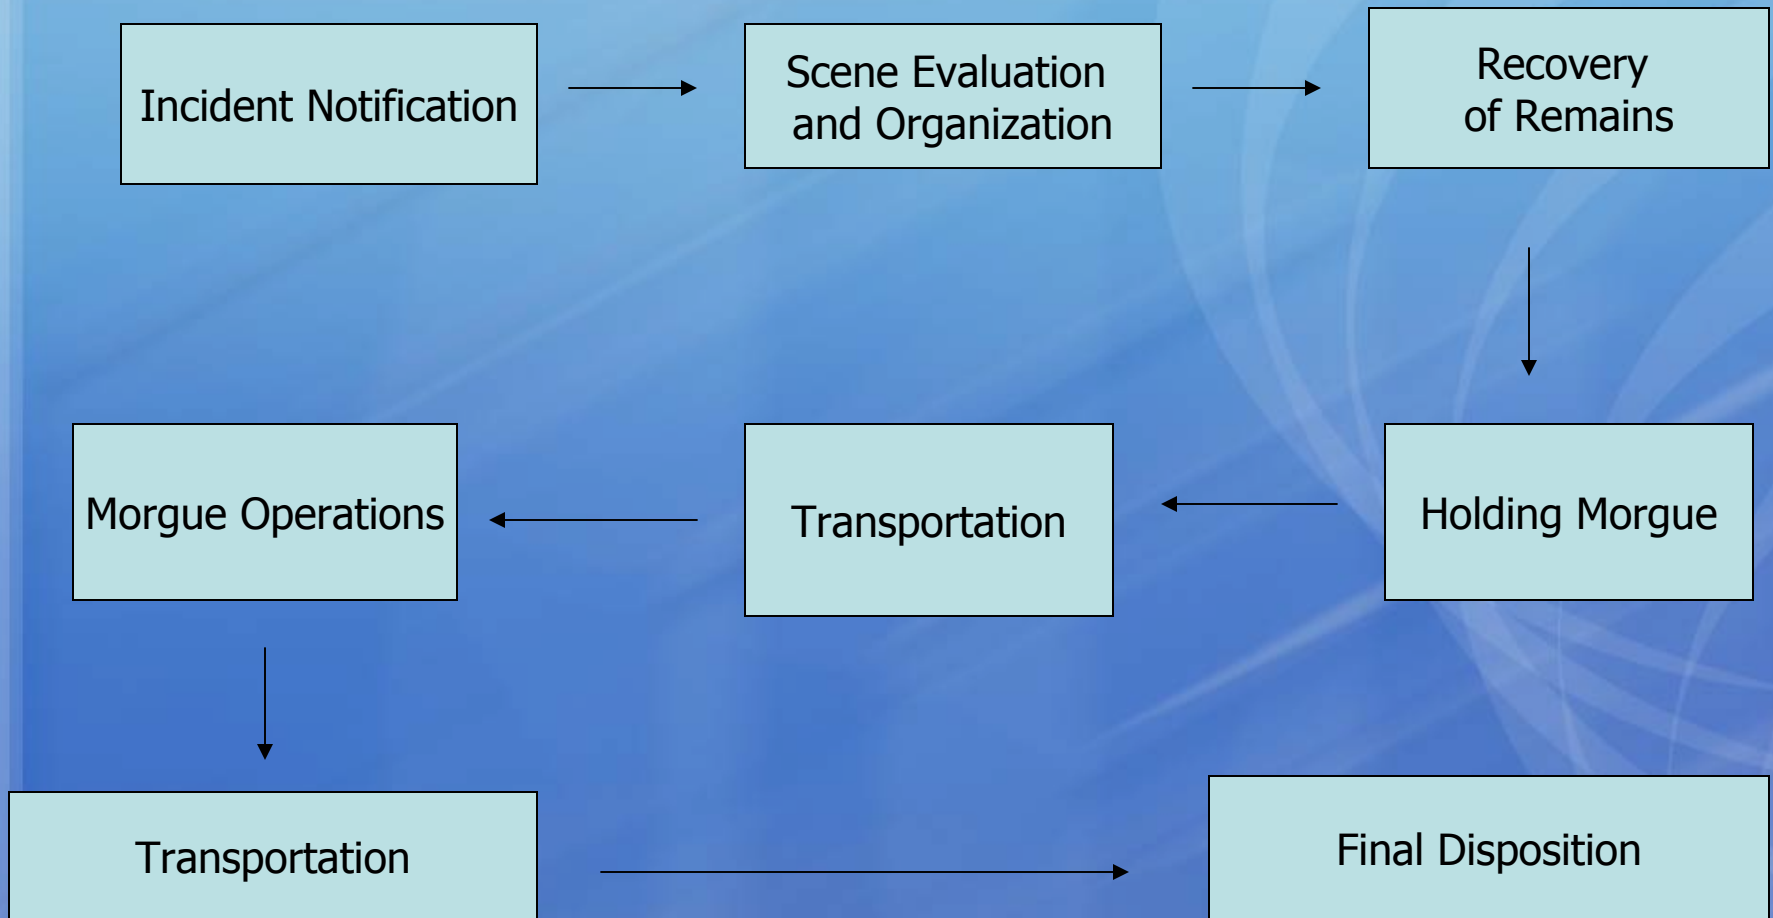 Incident Notification
Scene Evaluation
and Organization
Recovery
of Remains
Holding Morgue
Transportation
Morgue Operations
Transportation
Final Disposition